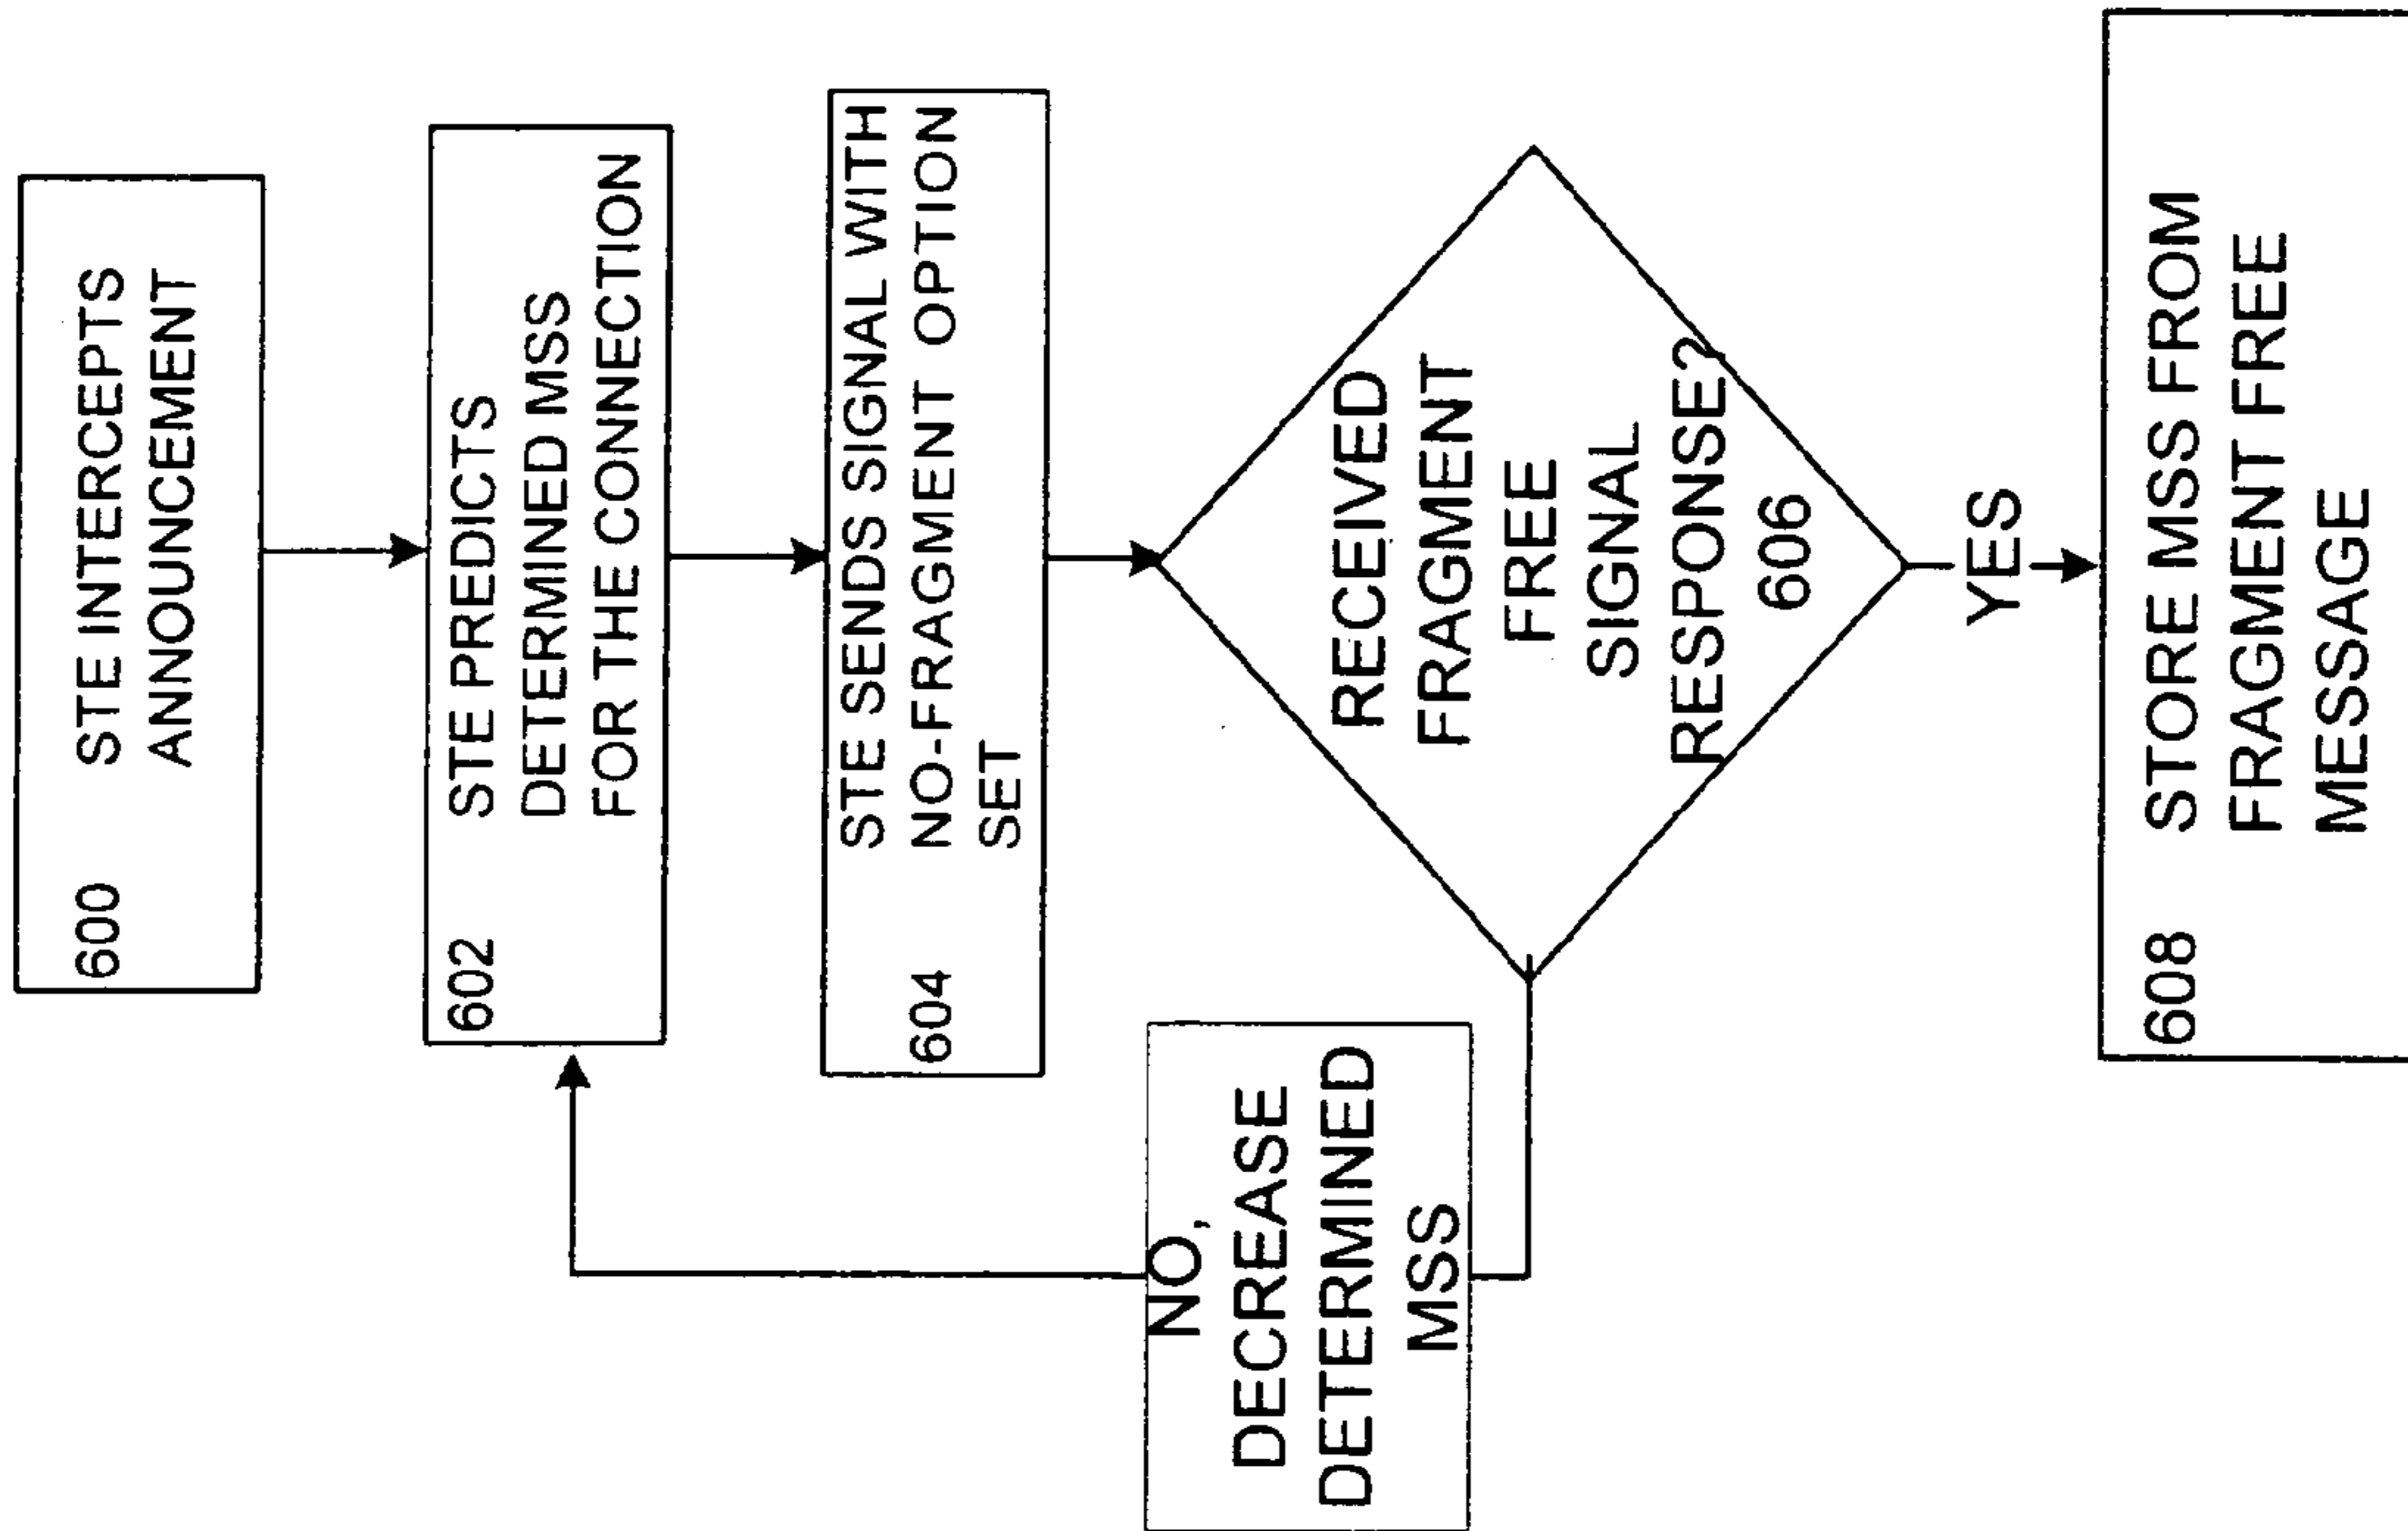 600 STE INTERCEPTS
ANNOUNCEMENT
602 STE PREDICTS
DETERMINED MSS
FOR THE CONNECTION
STE SENDS SIGNAL WITH
604 NO-FRAGMENT OPTION
SET
RECEIVED
FRAGMENT
FREE
SIGNAL
RESPONSE?
606
NO,
DECREASE
DETERMINED
MSS
YES
608 STORE MSS FROM
FRAGMENT FREE
MESSAGE